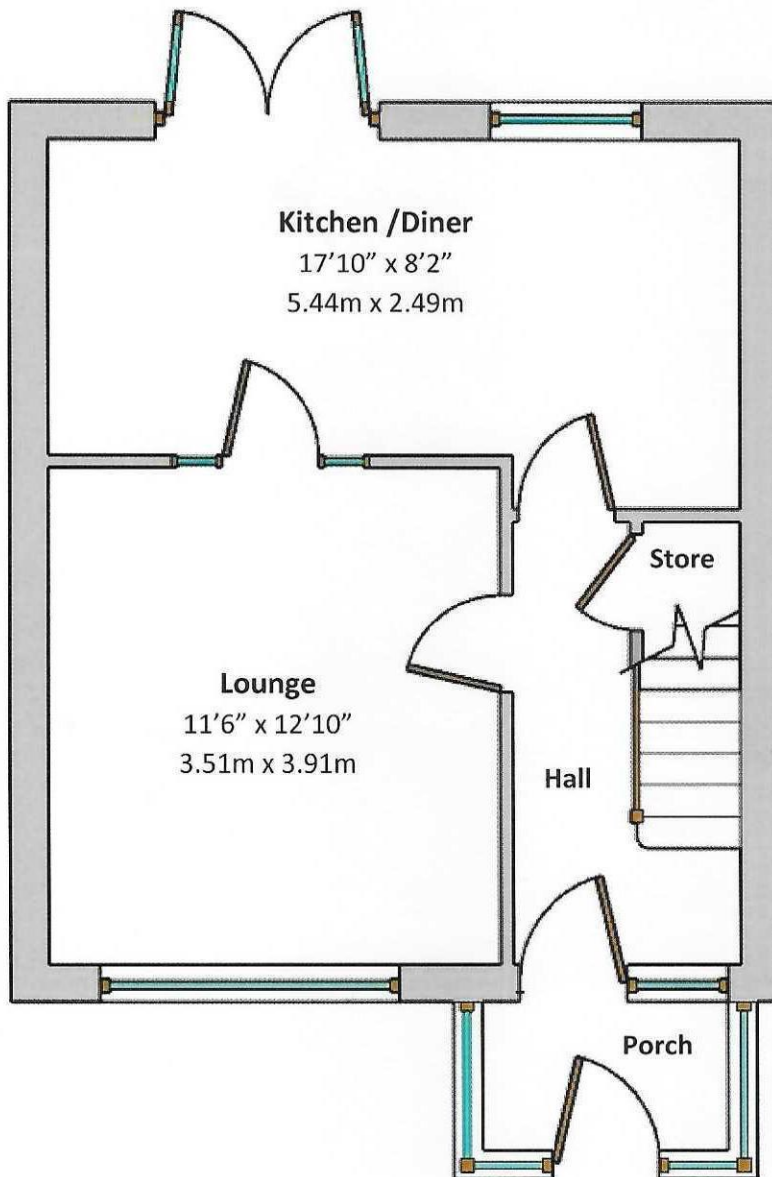 Kitchen /Diner
17’10” x 8’2”
5.44m x 2.49m
Store
Lounge
11’6” x 12’10”
3.51m x 3.91m
Hall
Porch